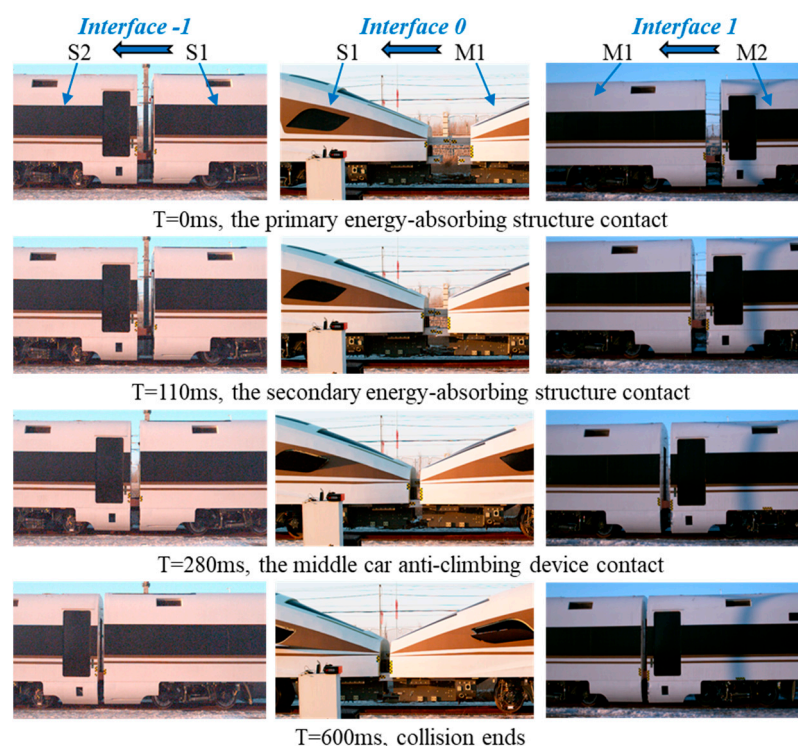 Interface -1 Interface 0 Interface 1
S2 S1 S1 M1 M1 M2
T=0ms, the primary energy-absorbing structure contact
T=110ms, the secondary energy-absorbing structure contact
T=280ms, the middle car anti-climbing device contact
T=600ms, collision ends